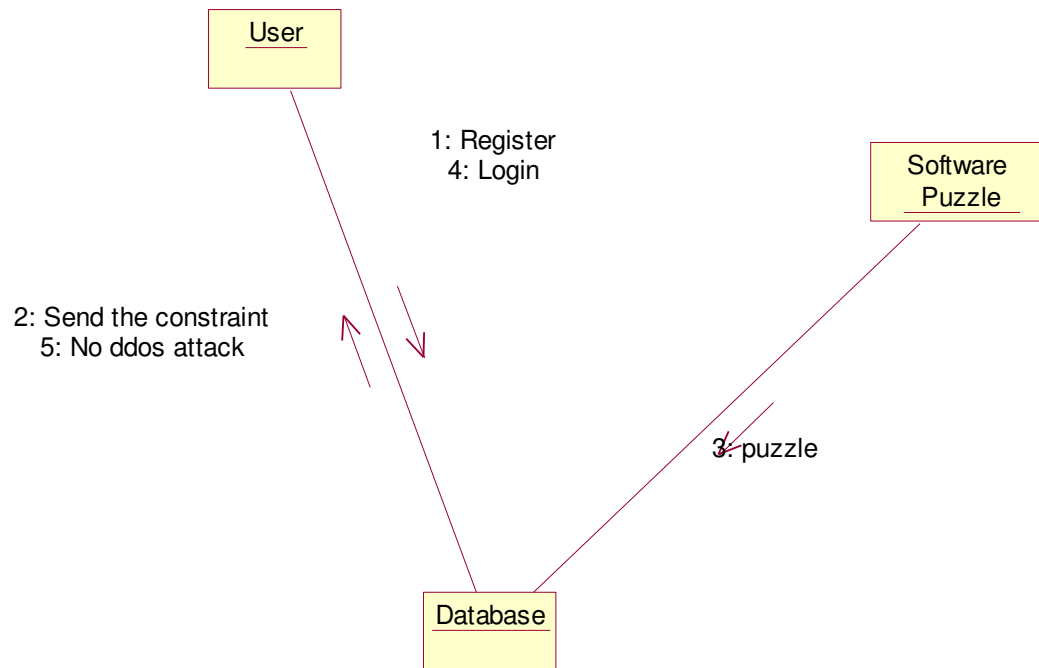 User
1: Register
4: Login
Software
Puzzle
2: Send the constraint
5: No ddos attack
3: puzzle
Database